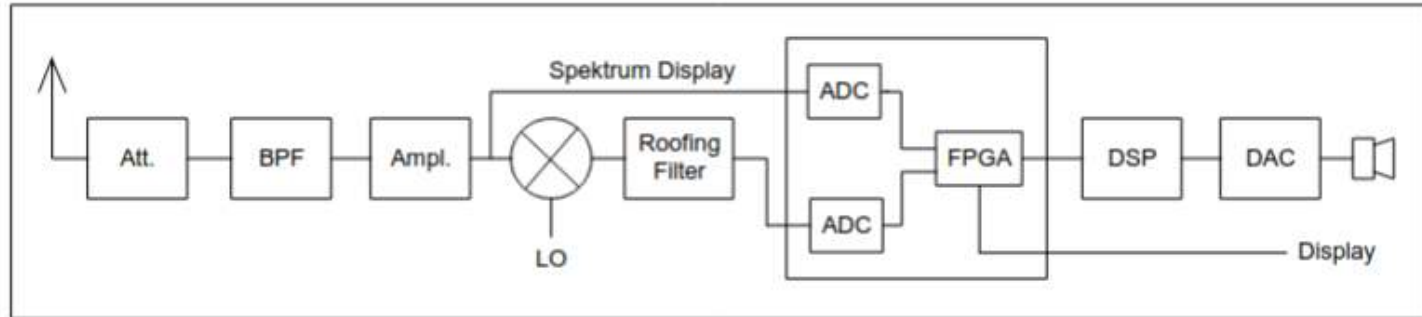 Spektrum Display
ADC
Att.
BPF
Ampl.
Roofing
Filter
FPGA
DSP
DAC
ADC
LO
Display